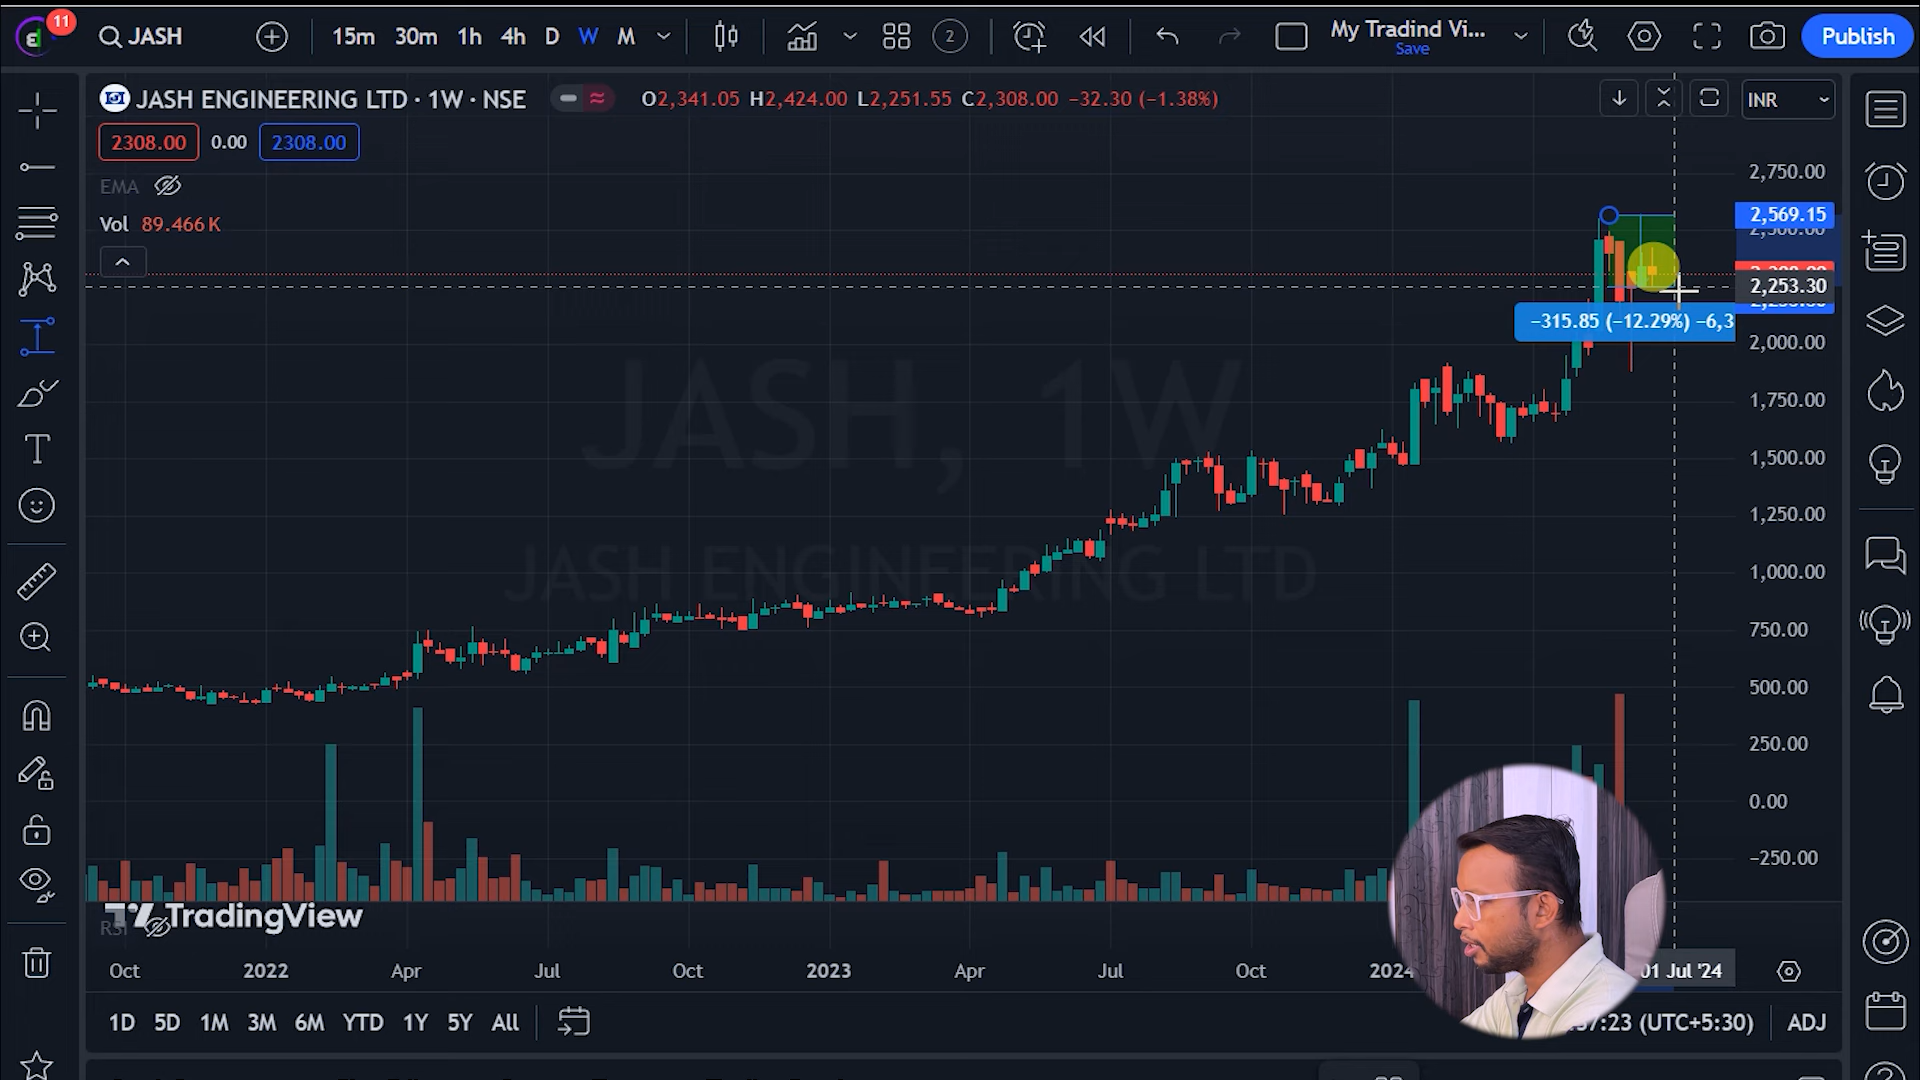 11
JASH
15m 30m 1h 4h D W M
2
My Tradind Vi...
Save
Publish
JASH ENGINEERING LTD · 1W · NSE
O2,341.05 H2,424.00 L2,251.55 C2,308.00 −32.30 (−1.38%)
INR
2308.00 0.00 2308.00
EMA
Vol 89.466K
2,750.00
2,569.15
2,253.30
−315.85 (−12.29%) −6,3
2,000.00
1,750.00
1,500.00
1,250.00
1,000.00
750.00
500.00
250.00
0.00
−250.00
JASH, 1W
JASH ENGINEERING LTD
TradingView
RSI
Oct 2022 Apr Jul Oct 2023 Apr Jul Oct 2024 01 Jul '24
1D 5D 1M 3M 6M YTD 1Y 5Y All
37:23 (UTC+5:30) ADJ